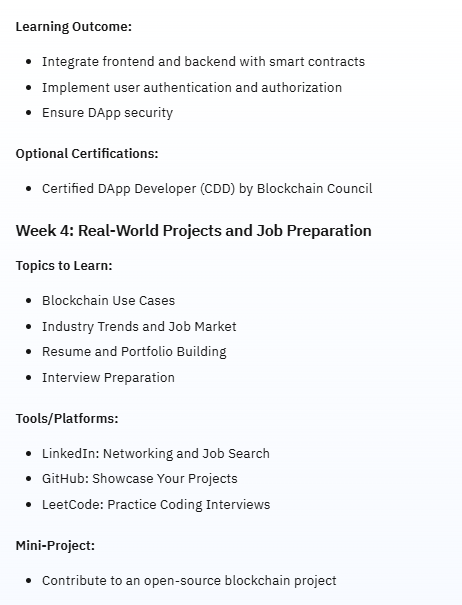 Learning Outcome:
• Integrate frontend and backend with smart contracts
• Implement user authentication and authorization
• Ensure DApp security
Optional Certifications:
• Certified DApp Developer (CDD) by Blockchain Council
Week 4: Real-World Projects and Job Preparation
Topics to Learn:
• Blockchain Use Cases
• Industry Trends and Job Market
• Resume and Portfolio Building
• Interview Preparation
Tools/Platforms:
• LinkedIn: Networking and Job Search
• GitHub: Showcase Your Projects
• LeetCode: Practice Coding Interviews
Mini-Project:
• Contribute to an open-source blockchain project